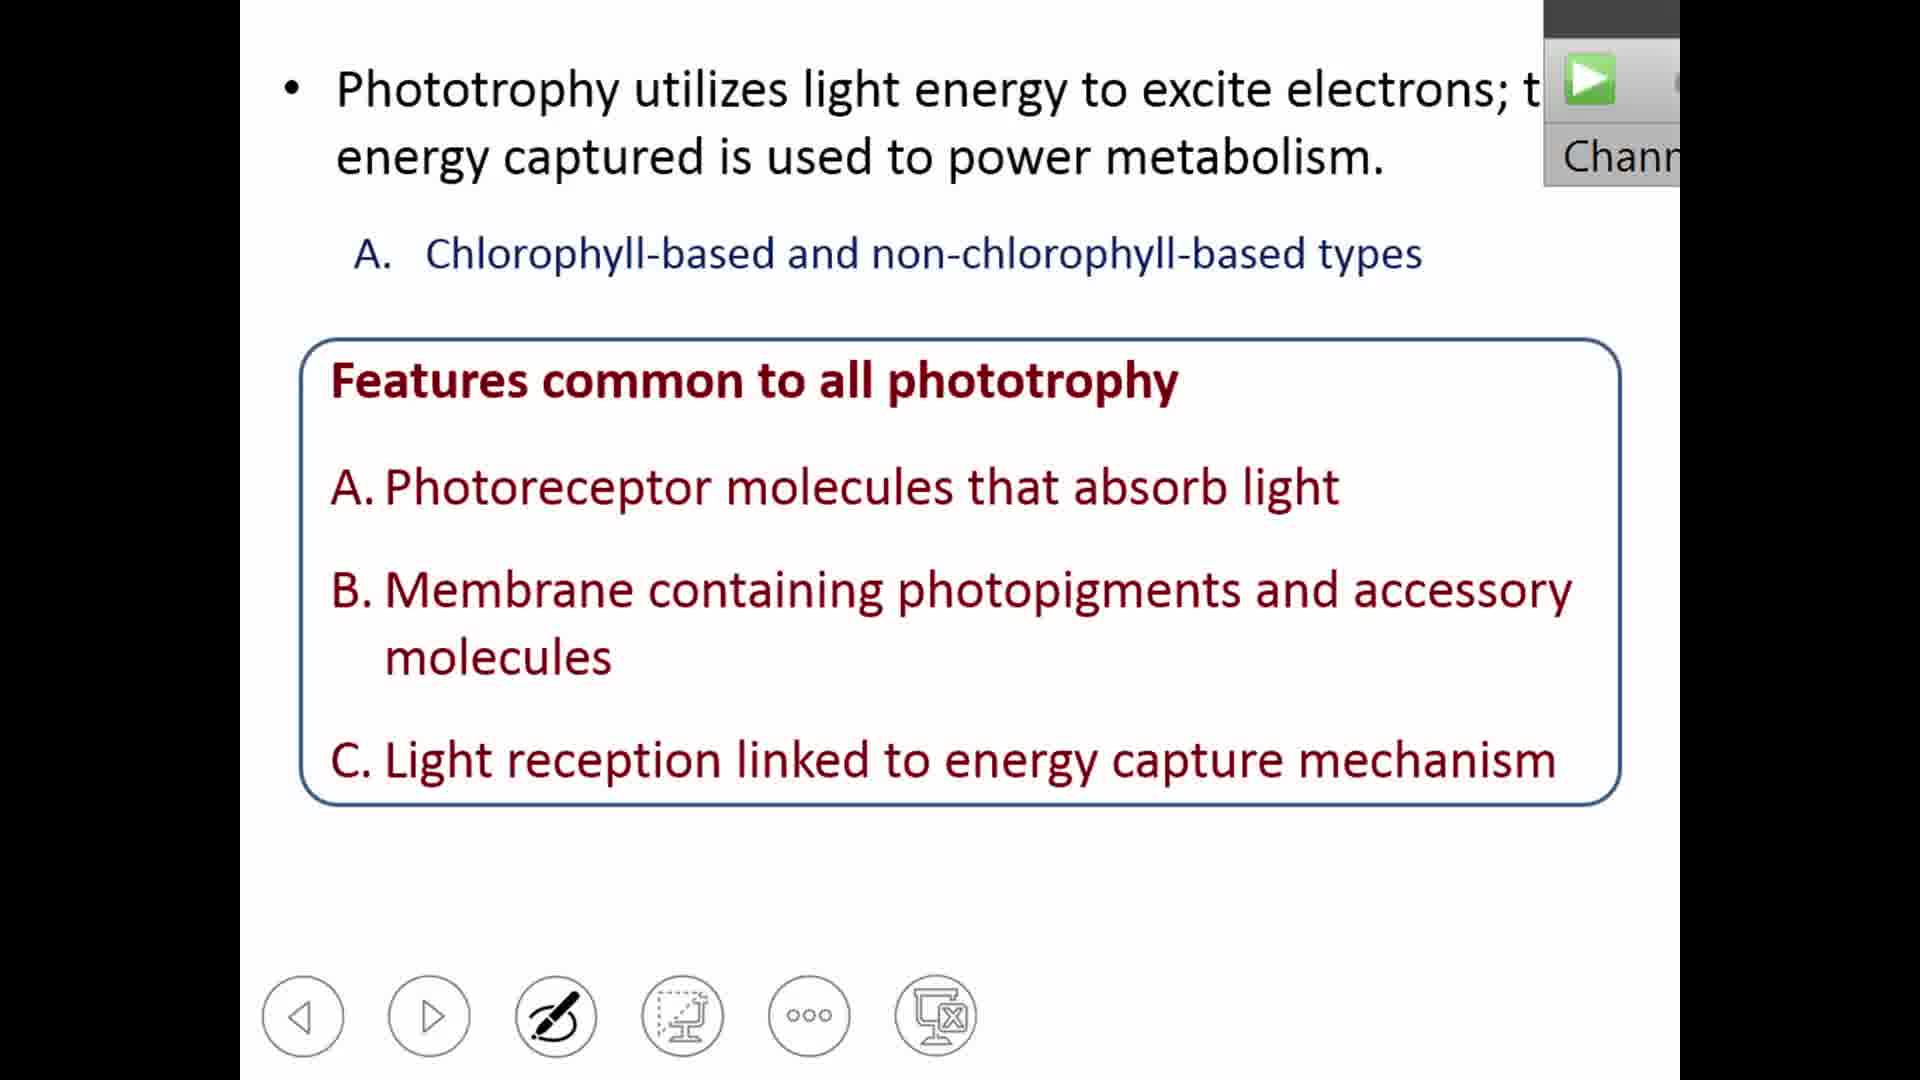 • Phototrophy utilizes light energy to excite electrons; t
energy captured is used to power metabolism.
A. Chlorophyll-based and non-chlorophyll-based types
Features common to all phototrophy
A. Photoreceptor molecules that absorb light
B. Membrane containing photopigments and accessory
molecules
C. Light reception linked to energy capture mechanism
Chann